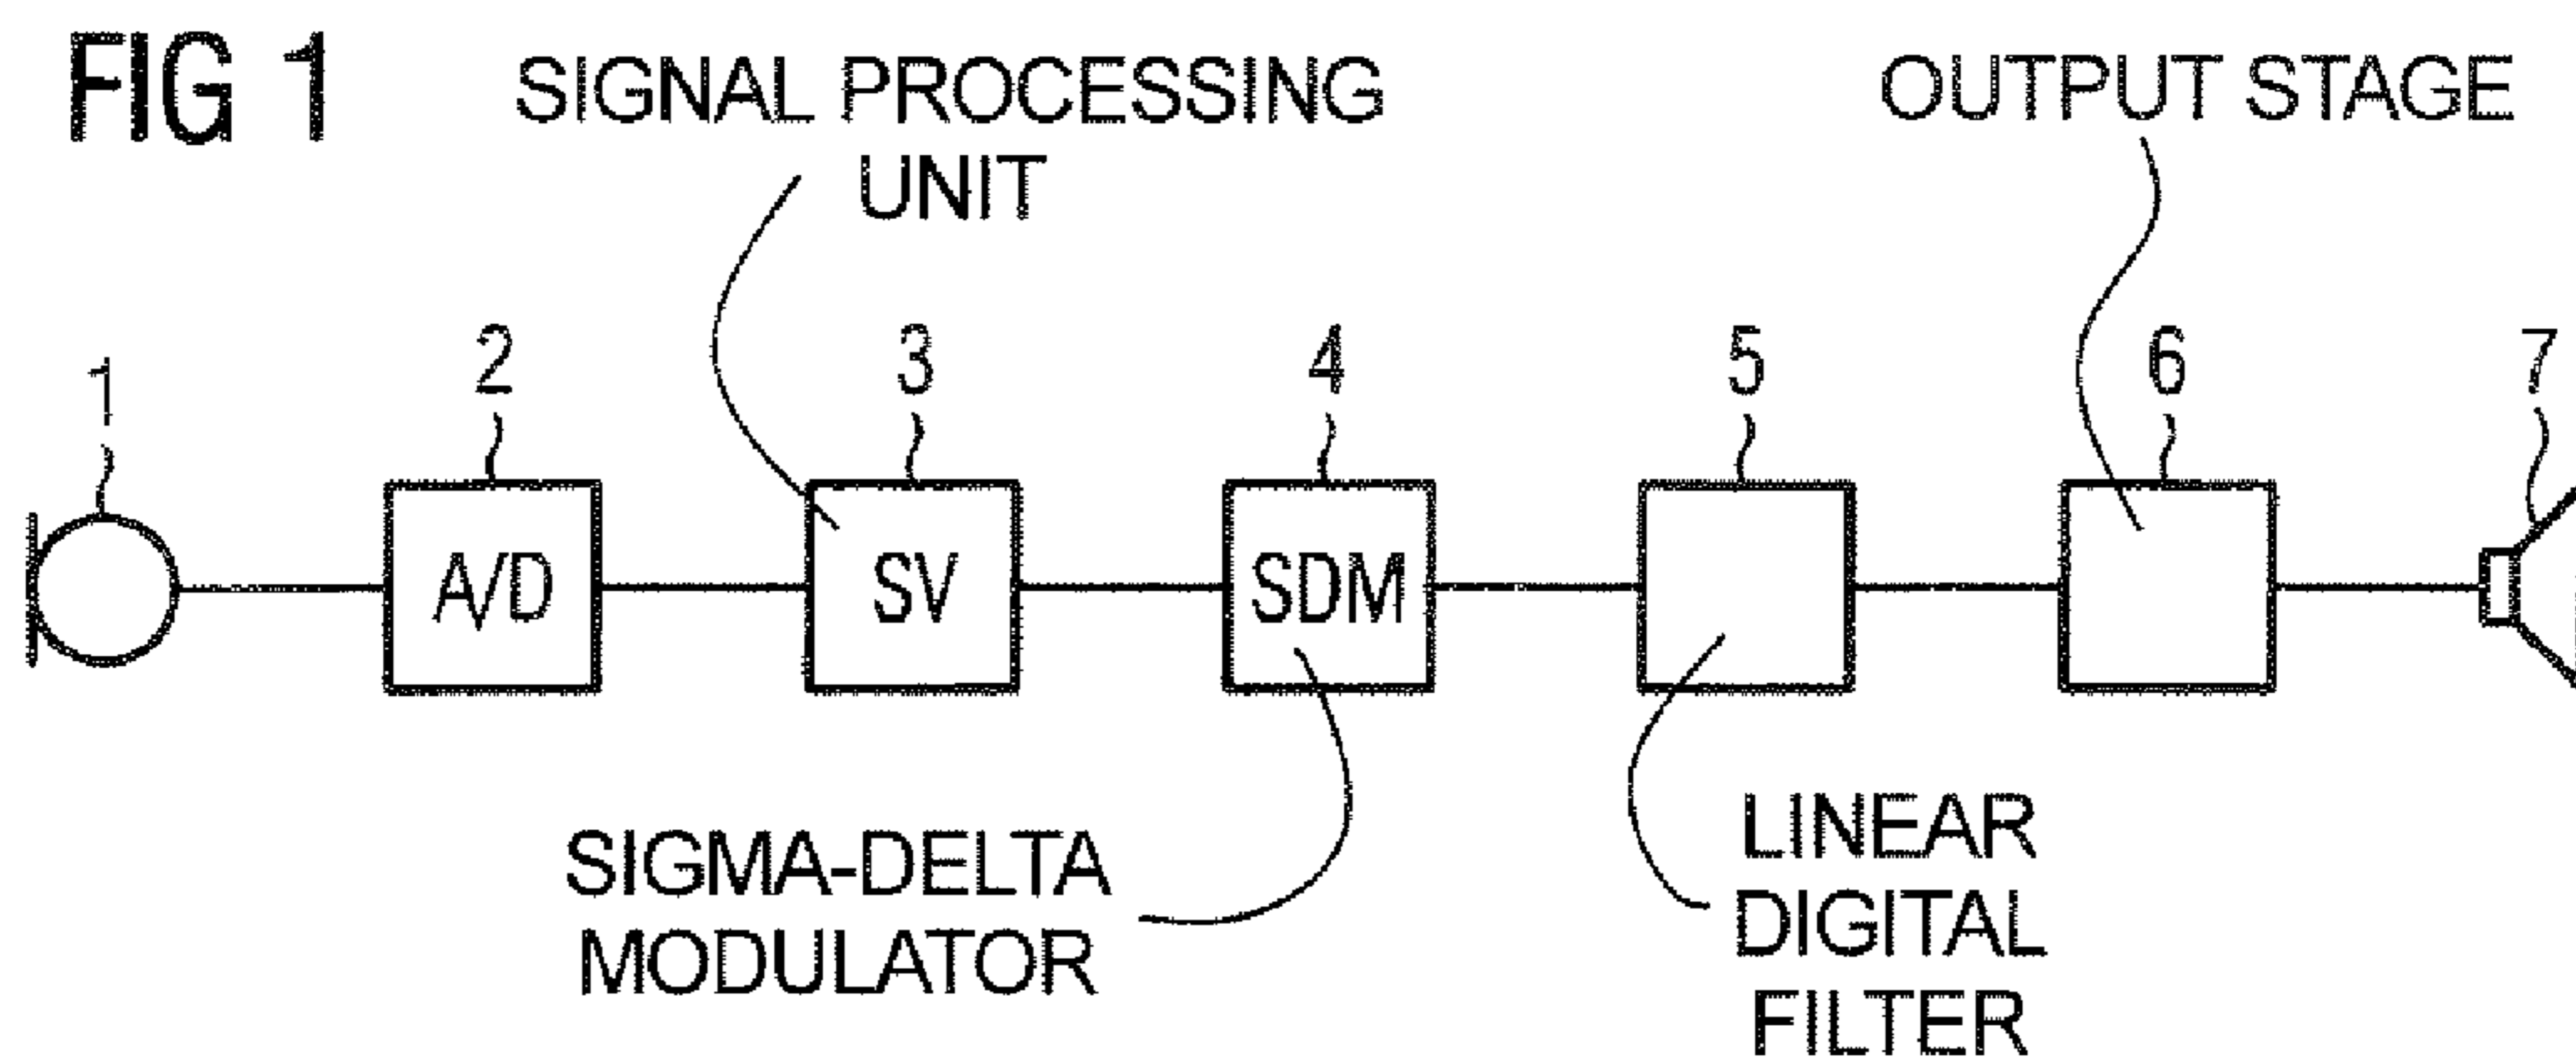 FIG 1
SIGNAL PROCESSING
UNIT
OUTPUT STAGE
1
2
3
4
5
6
7
A/D
SV
SDM
SIGMA-DELTA
MODULATOR
LINEAR
DIGITAL
FILTER